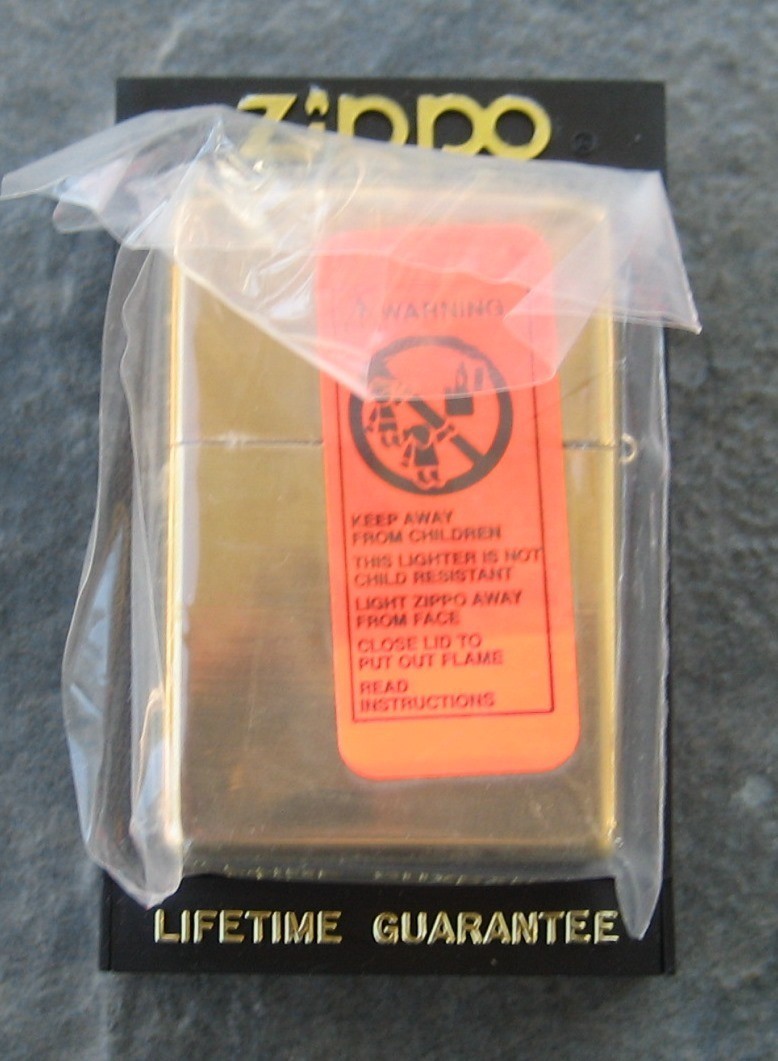 Zippo
WARNING
KEEP AWAY
FROM CHILDREN
THIS LIGHTER IS NOT
CHILD RESISTANT
LIGHT ZIPPO AWAY
FROM FACE
CLOSE LID TO
PUT OUT FLAME
READ
INSTRUCTIONS
LIFETIME GUARANTEE